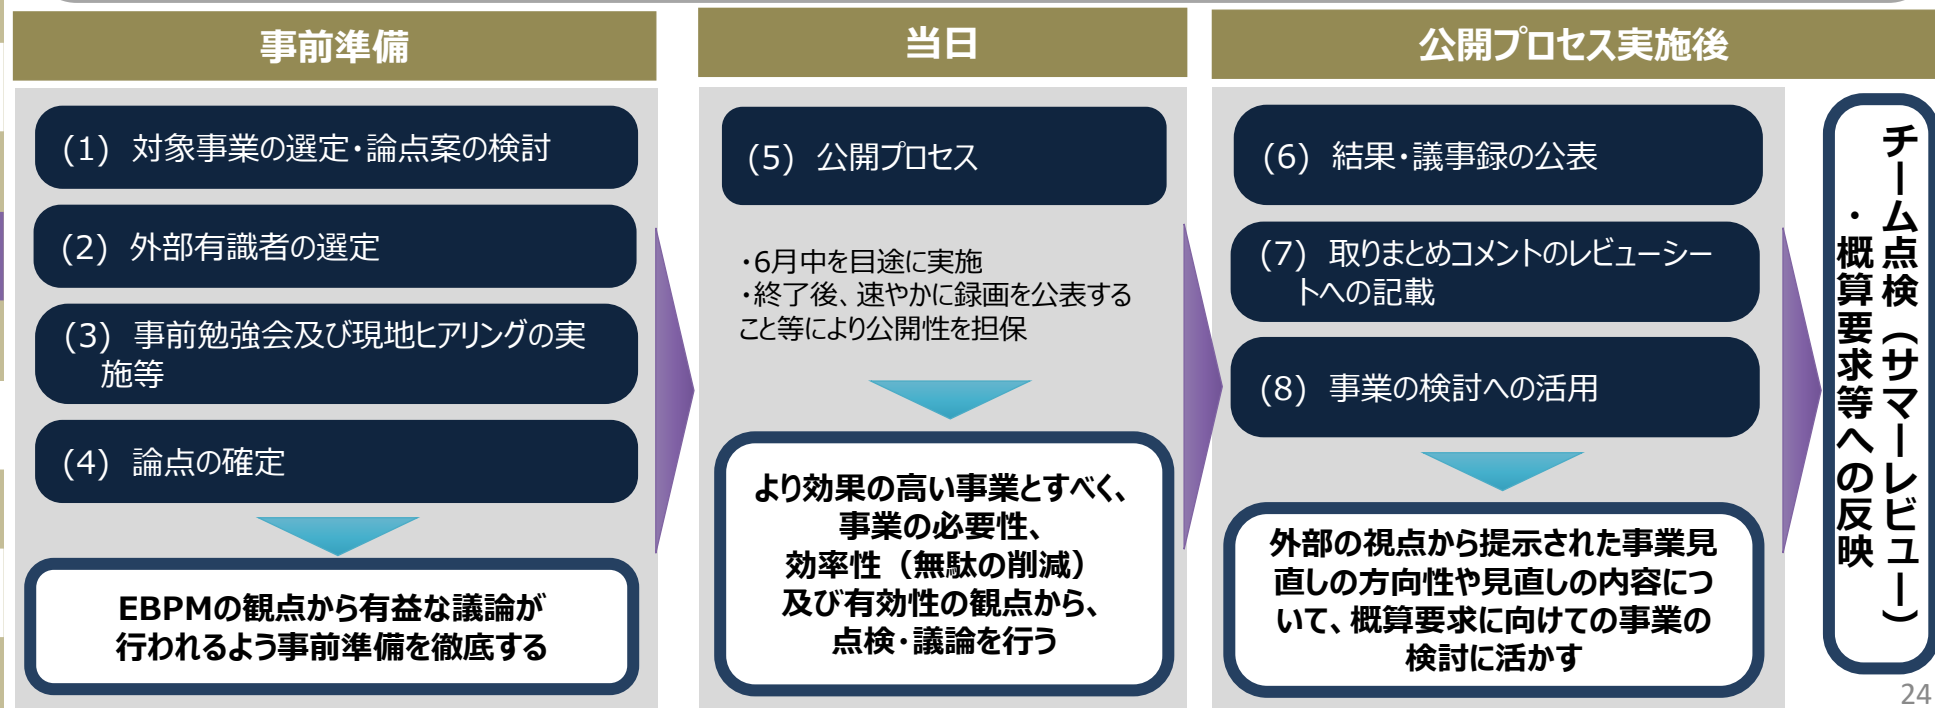 事前準備
(1) 対象事業の選定・論点案の検討
(2) 外部有識者の選定
(3) 事前勉強会及び現地ヒアリングの実
施等
(4) 論点の確定
EBPMの観点から有益な議論が
行われるよう事前準備を徹底する
当日
(5) 公開プロセス
・6月中を目途に実施
・終了後、速やかに録画を公表する
こと等により公開性を担保
より効果の高い事業とすべく、
事業の必要性、
効率性（無駄の削減）
及び有効性の観点から、
点検・議論を行う
公開プロセス実施後
(6) 結果・議事録の公表
(7) 取りまとめコメントのレビューシー
トへの記載
(8) 事業の検討への活用
外部の視点から提示された事業見
直しの方向性や見直しの内容につ
いて、概算要求に向けての事業の
検討に活かす
チーム点検（サマーレビュー）
・概算要求等への反映
24